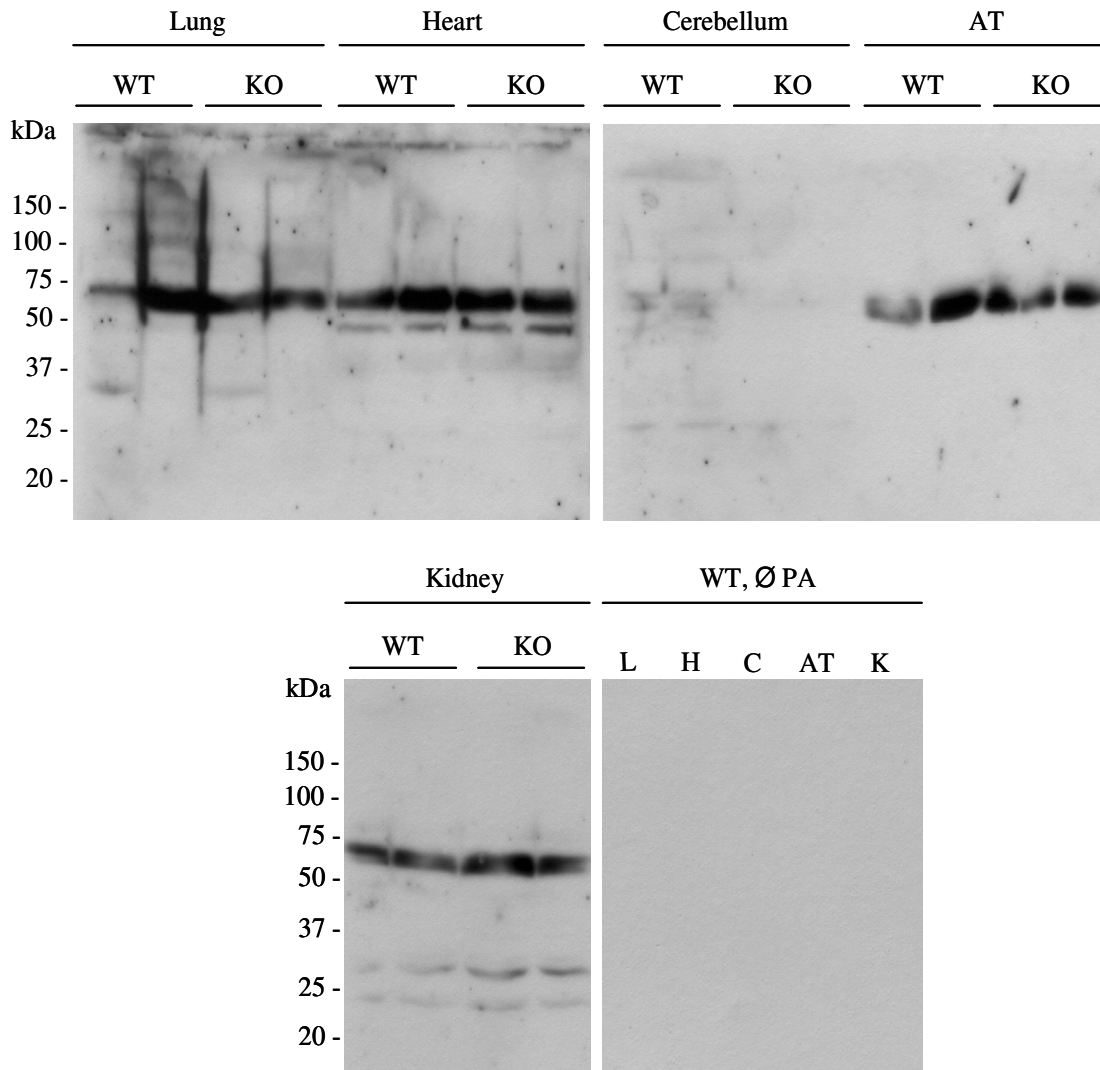 Lung Heart Cerebellum AT
WT KO WT KO WT KO WT KO
kDa
150 -
100 -
75 -
50 -
37 -
25 -
20 -
Kidney WT, Ø PA
WT KO L H C AT K
kDa
150 -
100 -
75 -
50 -
37 -
25 -
20 -